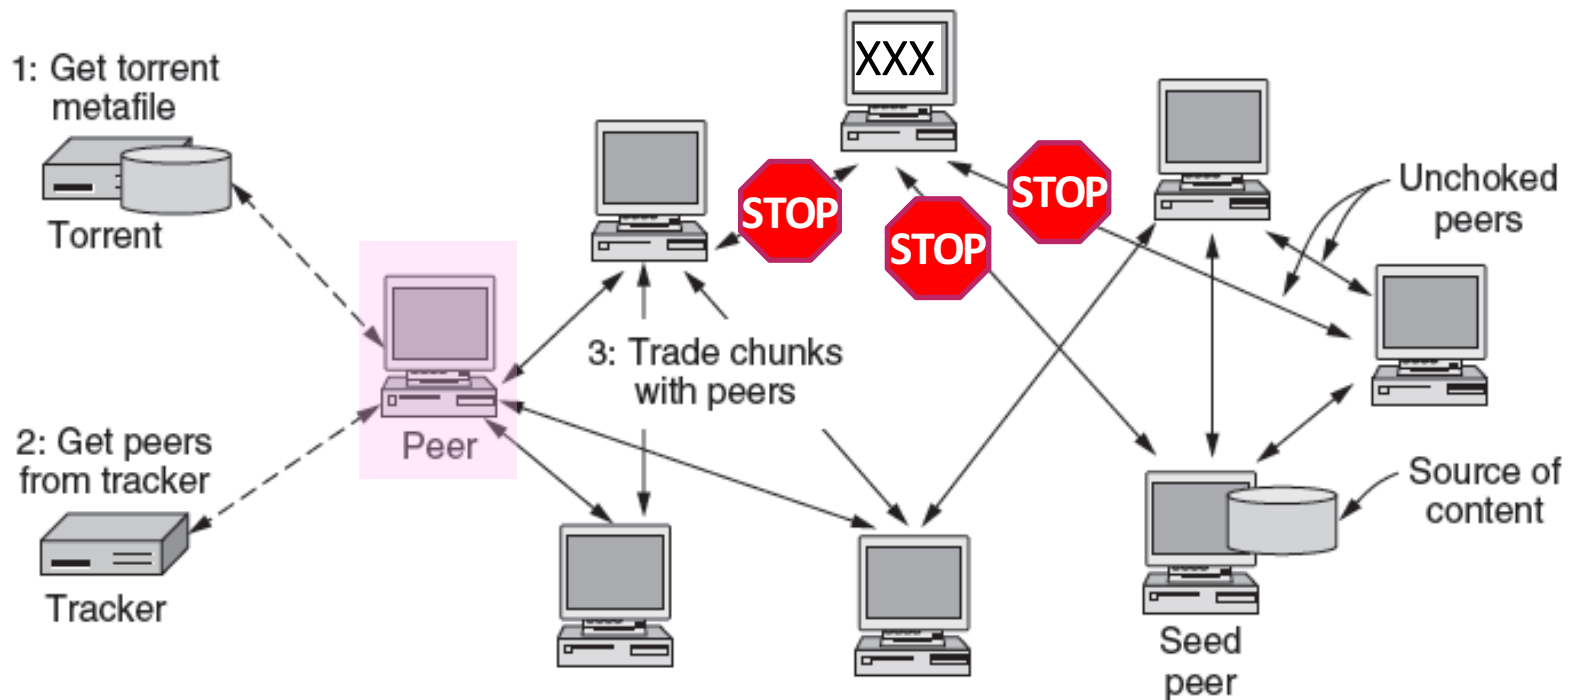 1: Get torrent
metafile
Torrent
2: Get peers
from tracker
Tracker
Peer
3: Trade chunks
with peers
XXX
STOP
STOP
STOP
Unchoked
peers
Source of
content
Seed
peer